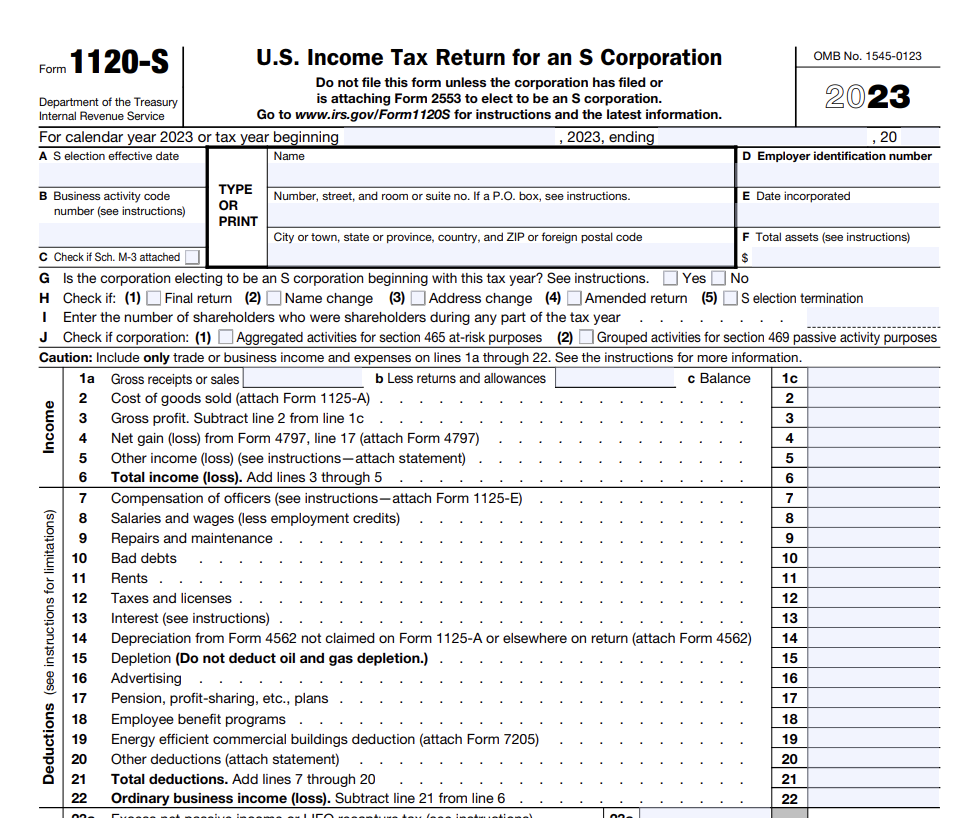 Form 1120-S
Department of the Treasury
Internal Revenue Service
U.S. Income Tax Return for an S Corporation
Do not file this form unless the corporation has filed or
is attaching Form 2553 to elect to be an S corporation.
Go to www.irs.gov/Form1120S for instructions and the latest information.
OMB No. 1545-0123
2023
For calendar year 2023 or tax year beginning , 2023, ending , 20
A S election effective date
B Business activity code
number (see instructions)
C Check if Sch. M-3 attached
TYPE
OR
PRINT
Name
Number, street, and room or suite no. If a P.O. box, see instructions.
City or town, state or province, country, and ZIP or foreign postal code
D Employer identification number
E Date incorporated
F Total assets (see instructions)
$
G Is the corporation electing to be an S corporation beginning with this tax year? See instructions. Yes No
H Check if: (1) Final return (2) Name change (3) Address change (4) Amended return (5) S election termination
I Enter the number of shareholders who were shareholders during any part of the tax year . . . . . . . .
J Check if corporation: (1) Aggregated activities for section 465 at-risk purposes (2) Grouped activities for section 469 passive activity purposes
Caution: Include only trade or business income and expenses on lines 1a through 22. See the instructions for more information.
Income
1a Gross receipts or sales b Less returns and allowances c Balance 1c
2 Cost of goods sold (attach Form 1125-A) 2
3 Gross profit. Subtract line 2 from line 1c 3
4 Net gain (loss) from Form 4797, line 17 (attach Form 4797) 4
5 Other income (loss) (see instructions—attach statement) 5
6 Total income (loss). Add lines 3 through 5 6
Deductions (see instructions for limitations)
7 Compensation of officers (see instructions—attach Form 1125-E) 7
8 Salaries and wages (less employment credits) 8
9 Repairs and maintenance 9
10 Bad debts 10
11 Rents 11
12 Taxes and licenses 12
13 Interest (see instructions) 13
14 Depreciation from Form 4562 not claimed on Form 1125-A or elsewhere on return (attach Form 4562) 14
15 Depletion (Do not deduct oil and gas depletion.) 15
16 Advertising 16
17 Pension, profit-sharing, etc., plans 17
18 Employee benefit programs 18
19 Energy efficient commercial buildings deduction (attach Form 7205) 19
20 Other deductions (attach statement) 20
21 Total deductions. Add lines 7 through 20 21
22 Ordinary business income (loss). Subtract line 21 from line 6 22